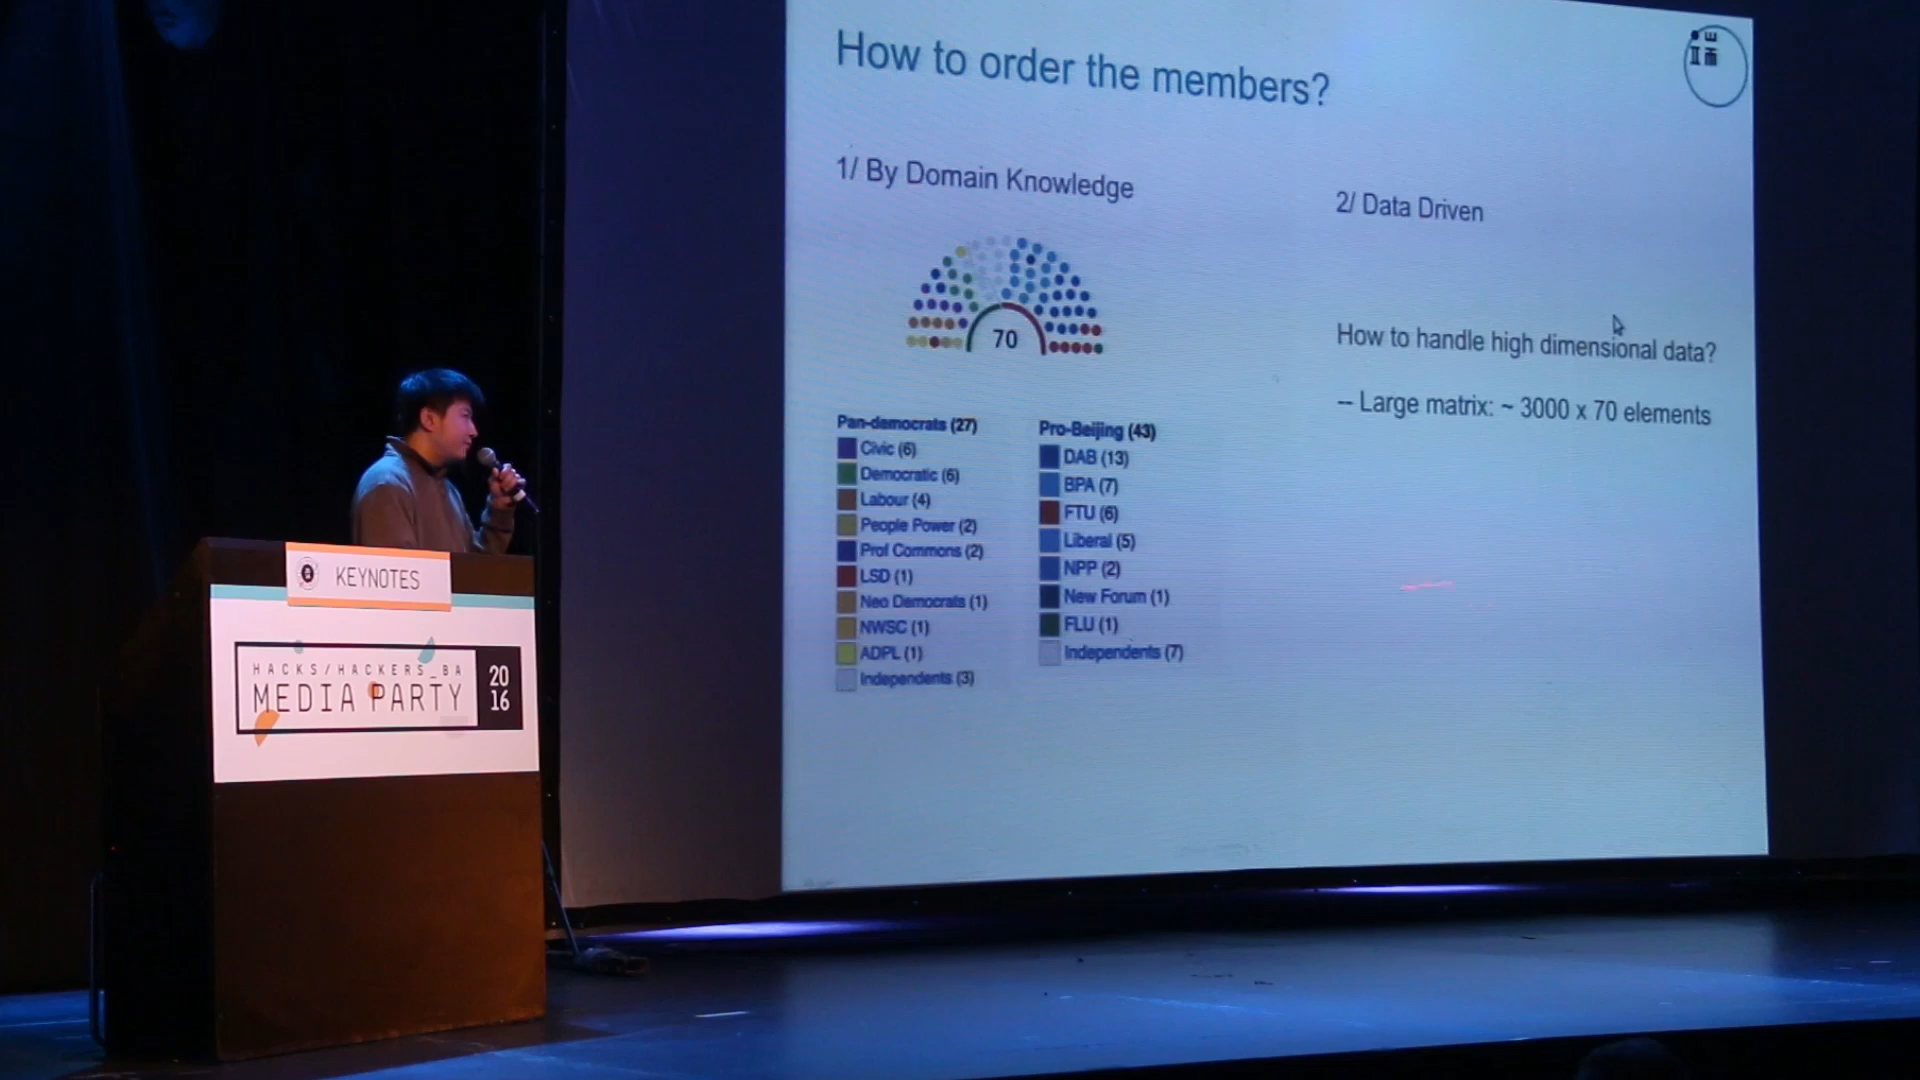 How to order the members?
1/ By Domain Knowledge
2/ Data Driven
70
How to handle high dimensional data?
-- Large matrix: ~ 3000 x 70 elements
Pan-democrats (27)
Civic (6)
Democratic (6)
Labour (4)
People Power (2)
Prof Commons (2)
LSD (1)
Neo Democrats (1)
NWSC (1)
ADPL (1)
Independents (3)
Pro-Beijing (43)
DAB (13)
BPA (7)
FTU (6)
Liberal (5)
NPP (2)
New Forum (1)
FLU (1)
Independents (7)
KEYNOTES
HACKS/HACKERS_BA
MEDIA PARTY
20
16